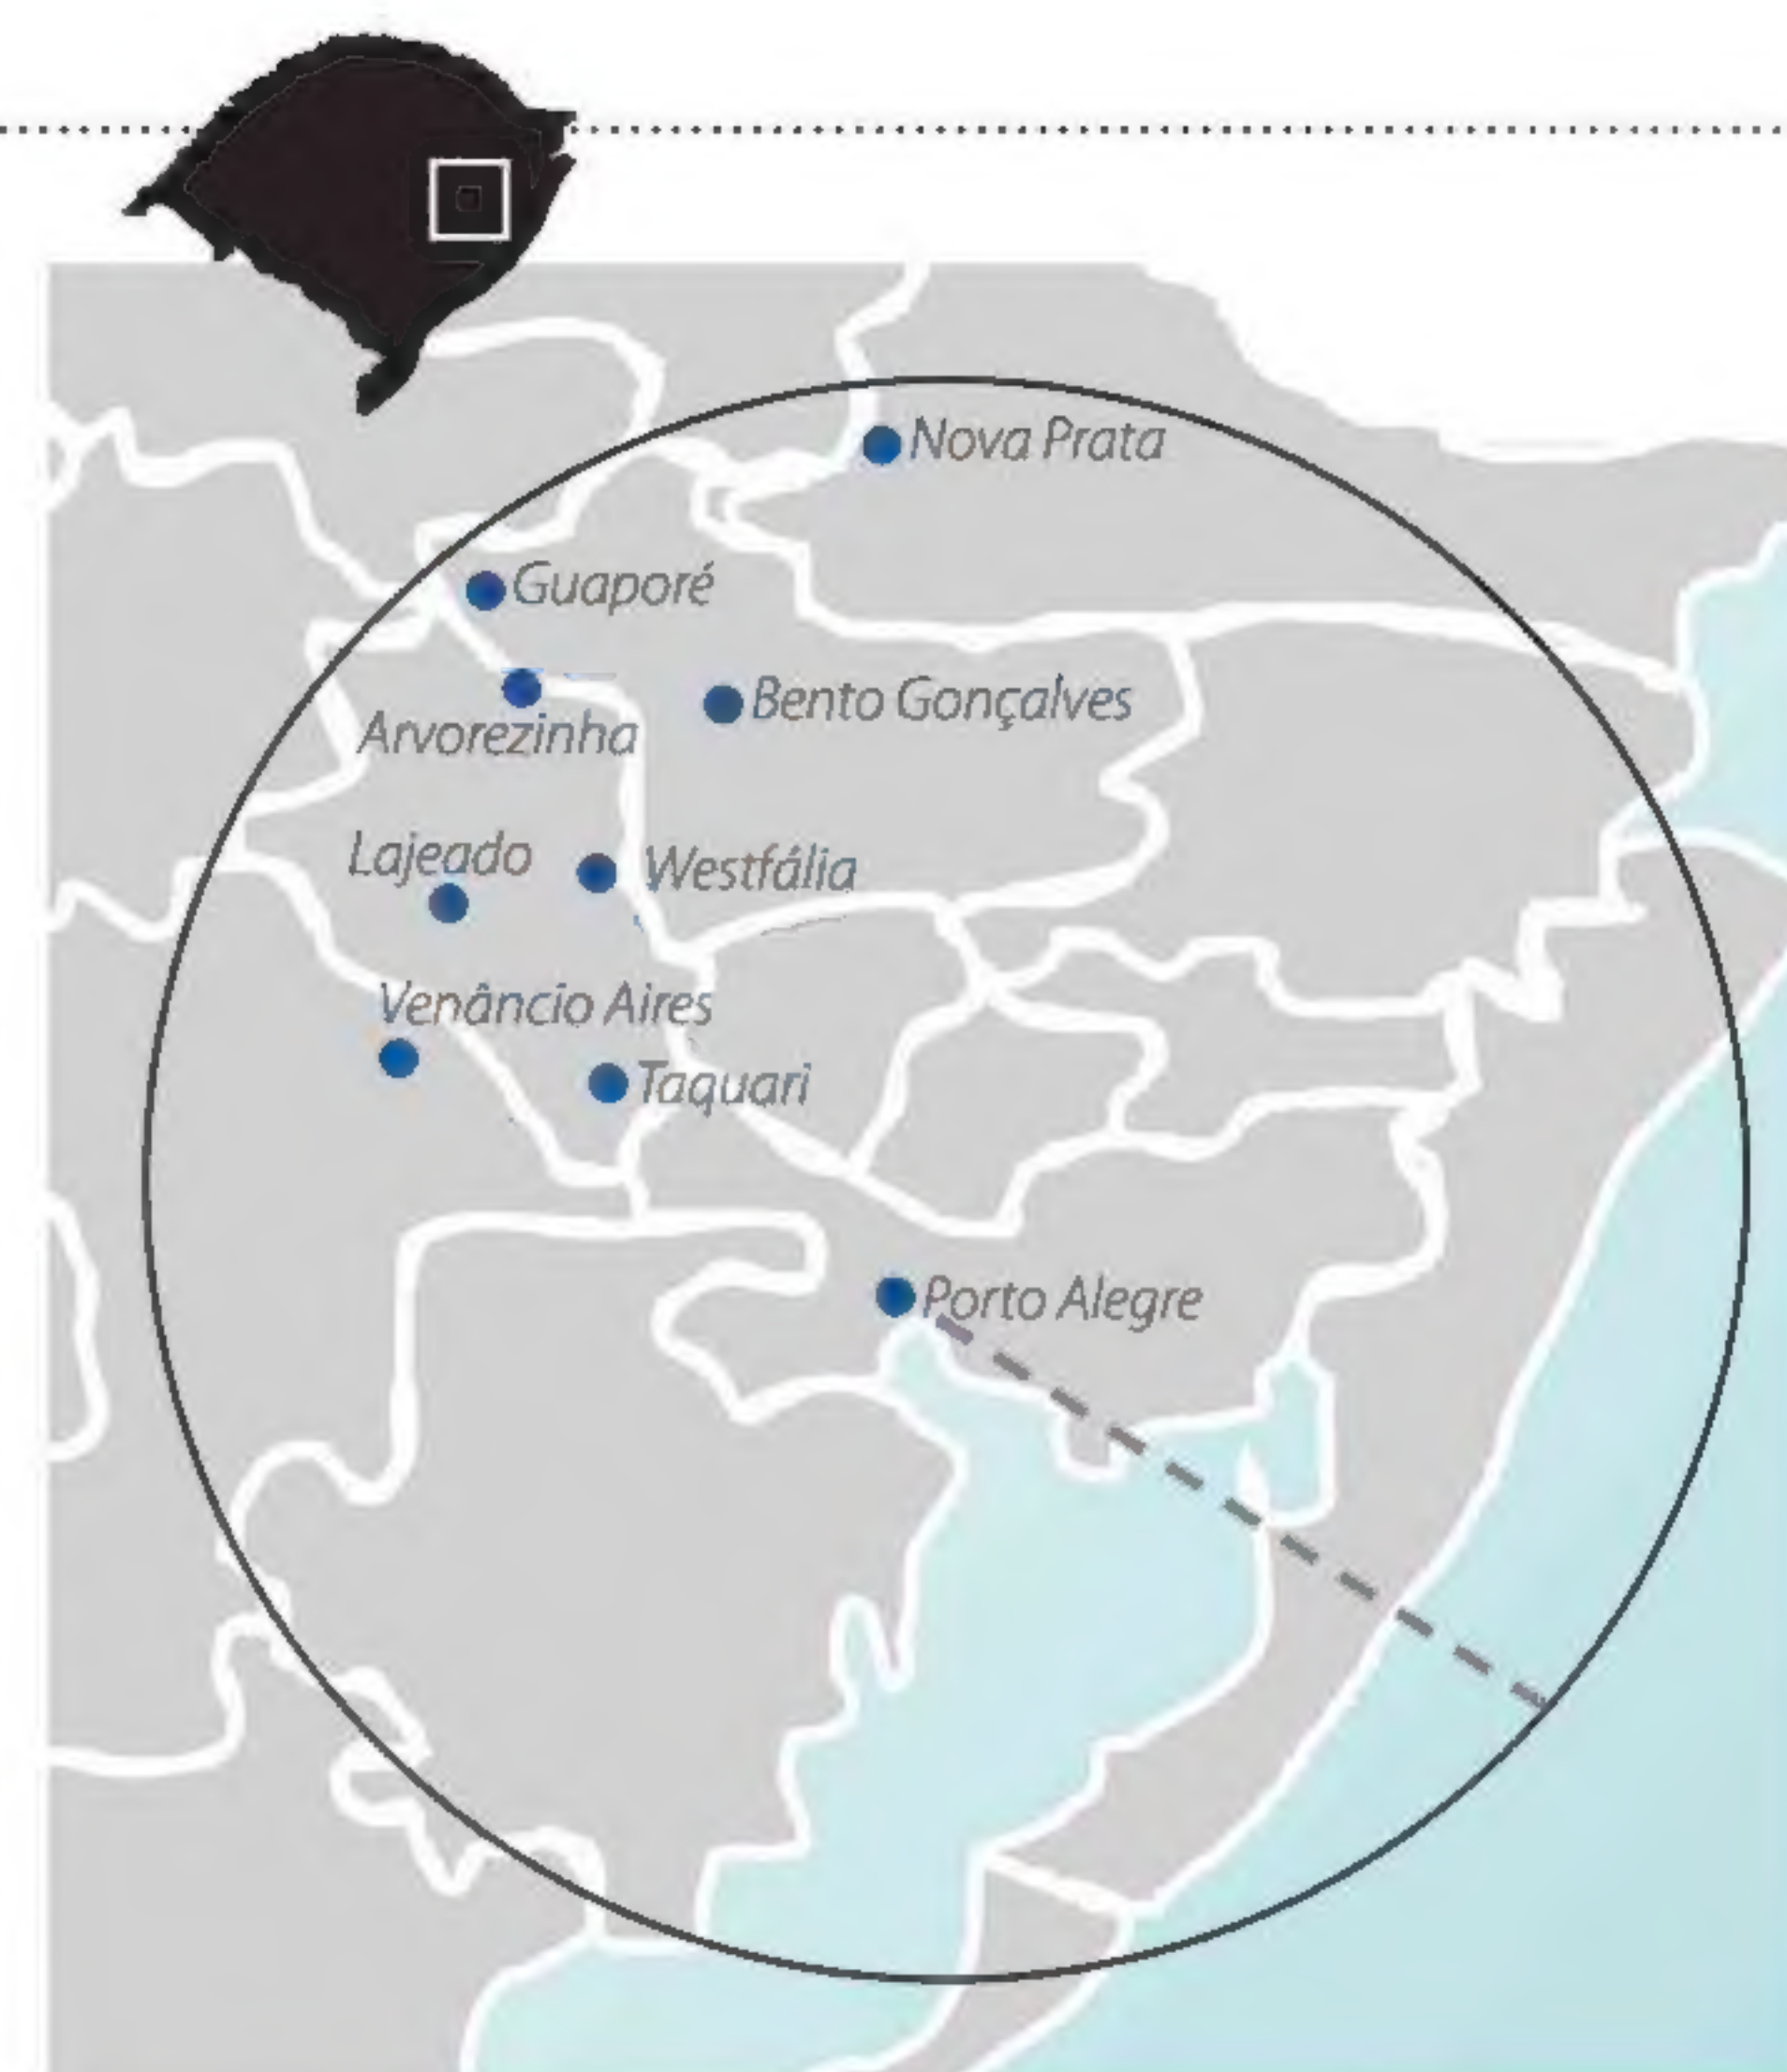 Nova Prata
Guaporé
Bento Gonçalves
Arvorezinha
Lajeado
Westfália
Venâncio Aires
Taquari
Porto Alegre